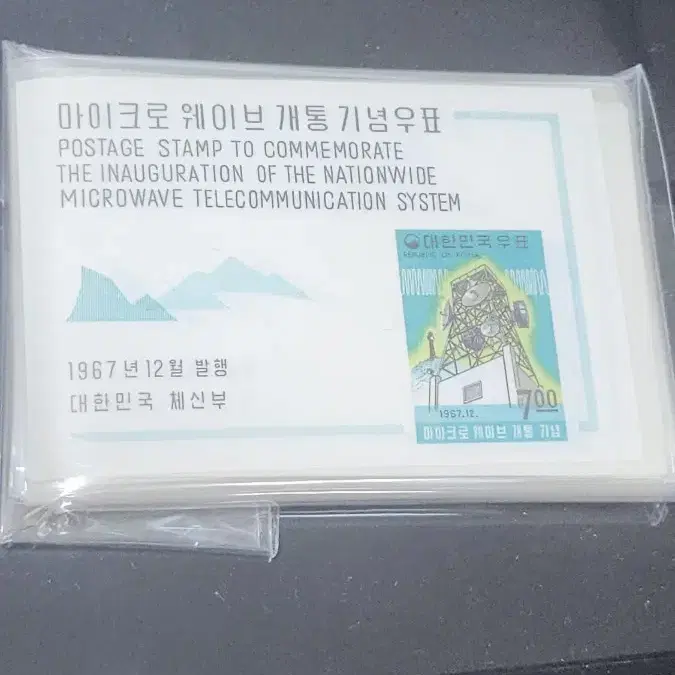 마이크로 웨이브 개통 기념우표
POSTAGE STAMP TO COMMEMORATE
THE INAUGURATION OF THE NATIONWIDE
MICROWAVE TELECOMMUNICATION SYSTEM
대한민국우표
REPUBLIC OF KOREA
7.00
1967.12.
마이크로 웨이브 개통 기념
1967년 12월 발행
대한민국 체신부